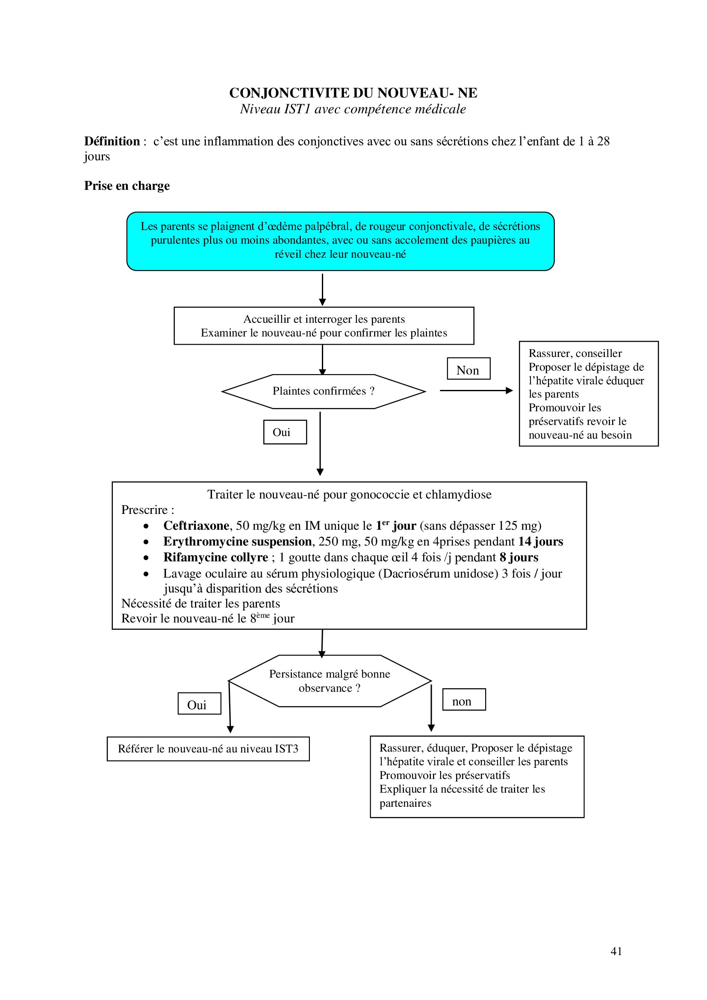 CONJONCTIVITE DU NOUVEAU- NE
Niveau IST1 avec compétence médicale
Définition :  c’est une inflammation des conjonctives avec ou sans sécrétions chez l’enfant de 1 à 28
jours
Prise en charge
Les parents se plaignent d’œdème palpébral, de rougeur conjonctivale, de sécrétions
purulentes plus ou moins abondantes, avec ou sans accolement des paupières au
réveil chez leur nouveau-né
Accueillir et interroger les parents
Examiner le nouveau-né pour confirmer les plaintes
Plaintes confirmées ?
Non
Rassurer, conseiller
Proposer le dépistage de
l’hépatite virale éduquer
les parents
Promouvoir les
préservatifs revoir le
nouveau-né au besoin
Oui
Traiter le nouveau-né pour gonococcie et chlamydiose
Prescrire :
• Ceftriaxone, 50 mg/kg en IM unique le 1er jour (sans dépasser 125 mg)
• Erythromycine suspension, 250 mg, 50 mg/kg en 4prises pendant 14 jours
• Rifamycine collyre ; 1 goutte dans chaque œil 4 fois /j pendant 8 jours
• Lavage oculaire au sérum physiologique (Dacriosérum unidose) 3 fois / jour
jusqu’à disparition des sécrétions
Nécessité de traiter les parents
Revoir le nouveau-né le 8ème jour
Persistance malgré bonne
observance ?
Oui
non
Référer le nouveau-né au niveau IST3
Rassurer, éduquer, Proposer le dépistage
l’hépatite virale et conseiller les parents
Promouvoir les préservatifs
Expliquer la nécessité de traiter les
partenaires
41